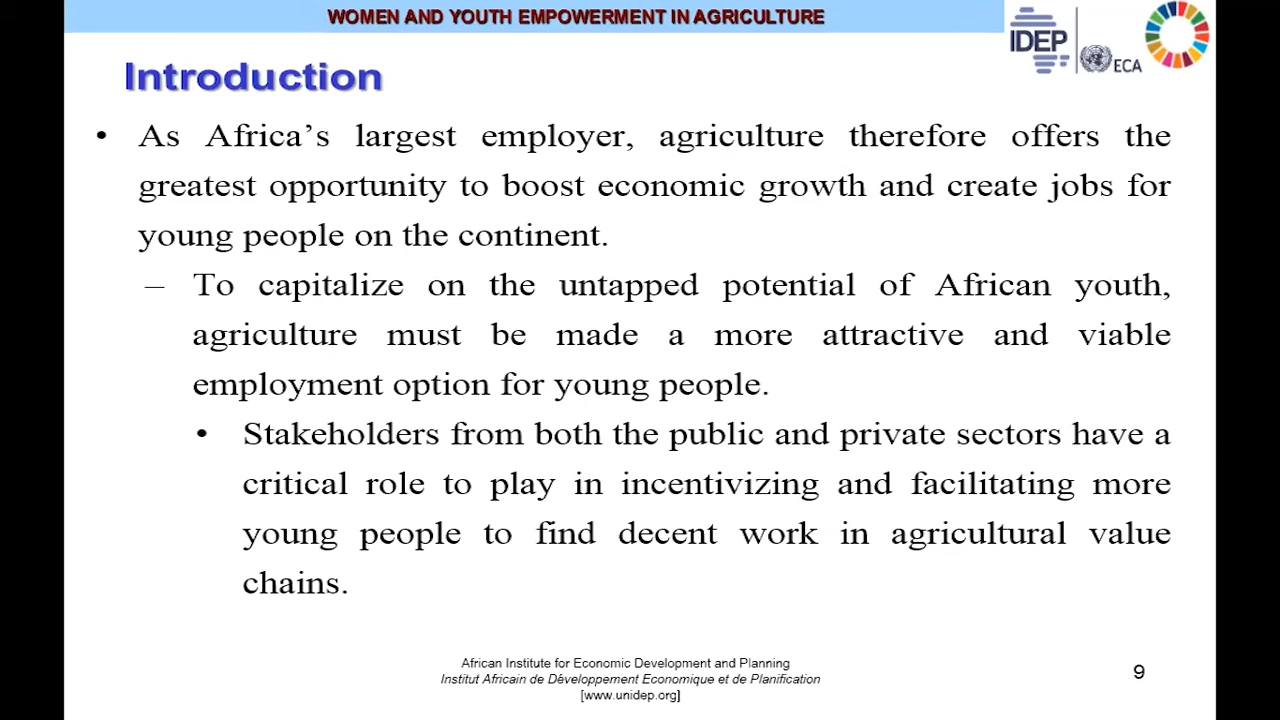 WOMEN AND YOUTH EMPOWERMENT IN AGRICULTURE
IDEP
ECA
Introduction
• As Africa’s largest employer, agriculture therefore offers the
greatest opportunity to boost economic growth and create jobs for
young people on the continent.
– To capitalize on the untapped potential of African youth,
agriculture must be made a more attractive and viable
employment option for young people.
• Stakeholders from both the public and private sectors have a
critical role to play in incentivizing and facilitating more
young people to find decent work in agricultural value
chains.
African Institute for Economic Development and Planning
Institut Africain de Développement Economique et de Planification
[www.unidep.org]
9